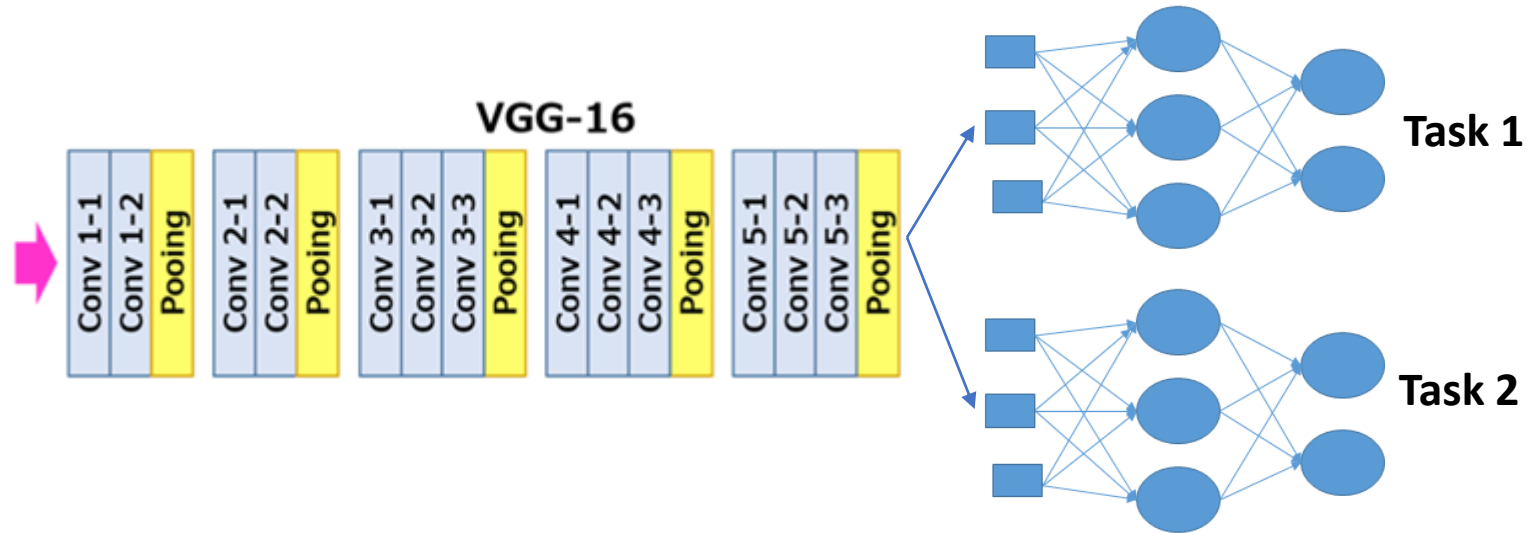 VGG-16
Conv 1-1
Conv 1-2
Pooing
Conv 2-1
Conv 2-2
Pooing
Conv 3-1
Conv 3-2
Conv 3-3
Pooing
Conv 4-1
Conv 4-2
Conv 4-3
Pooing
Conv 5-1
Conv 5-2
Conv 5-3
Pooing
Task 1
Task 2